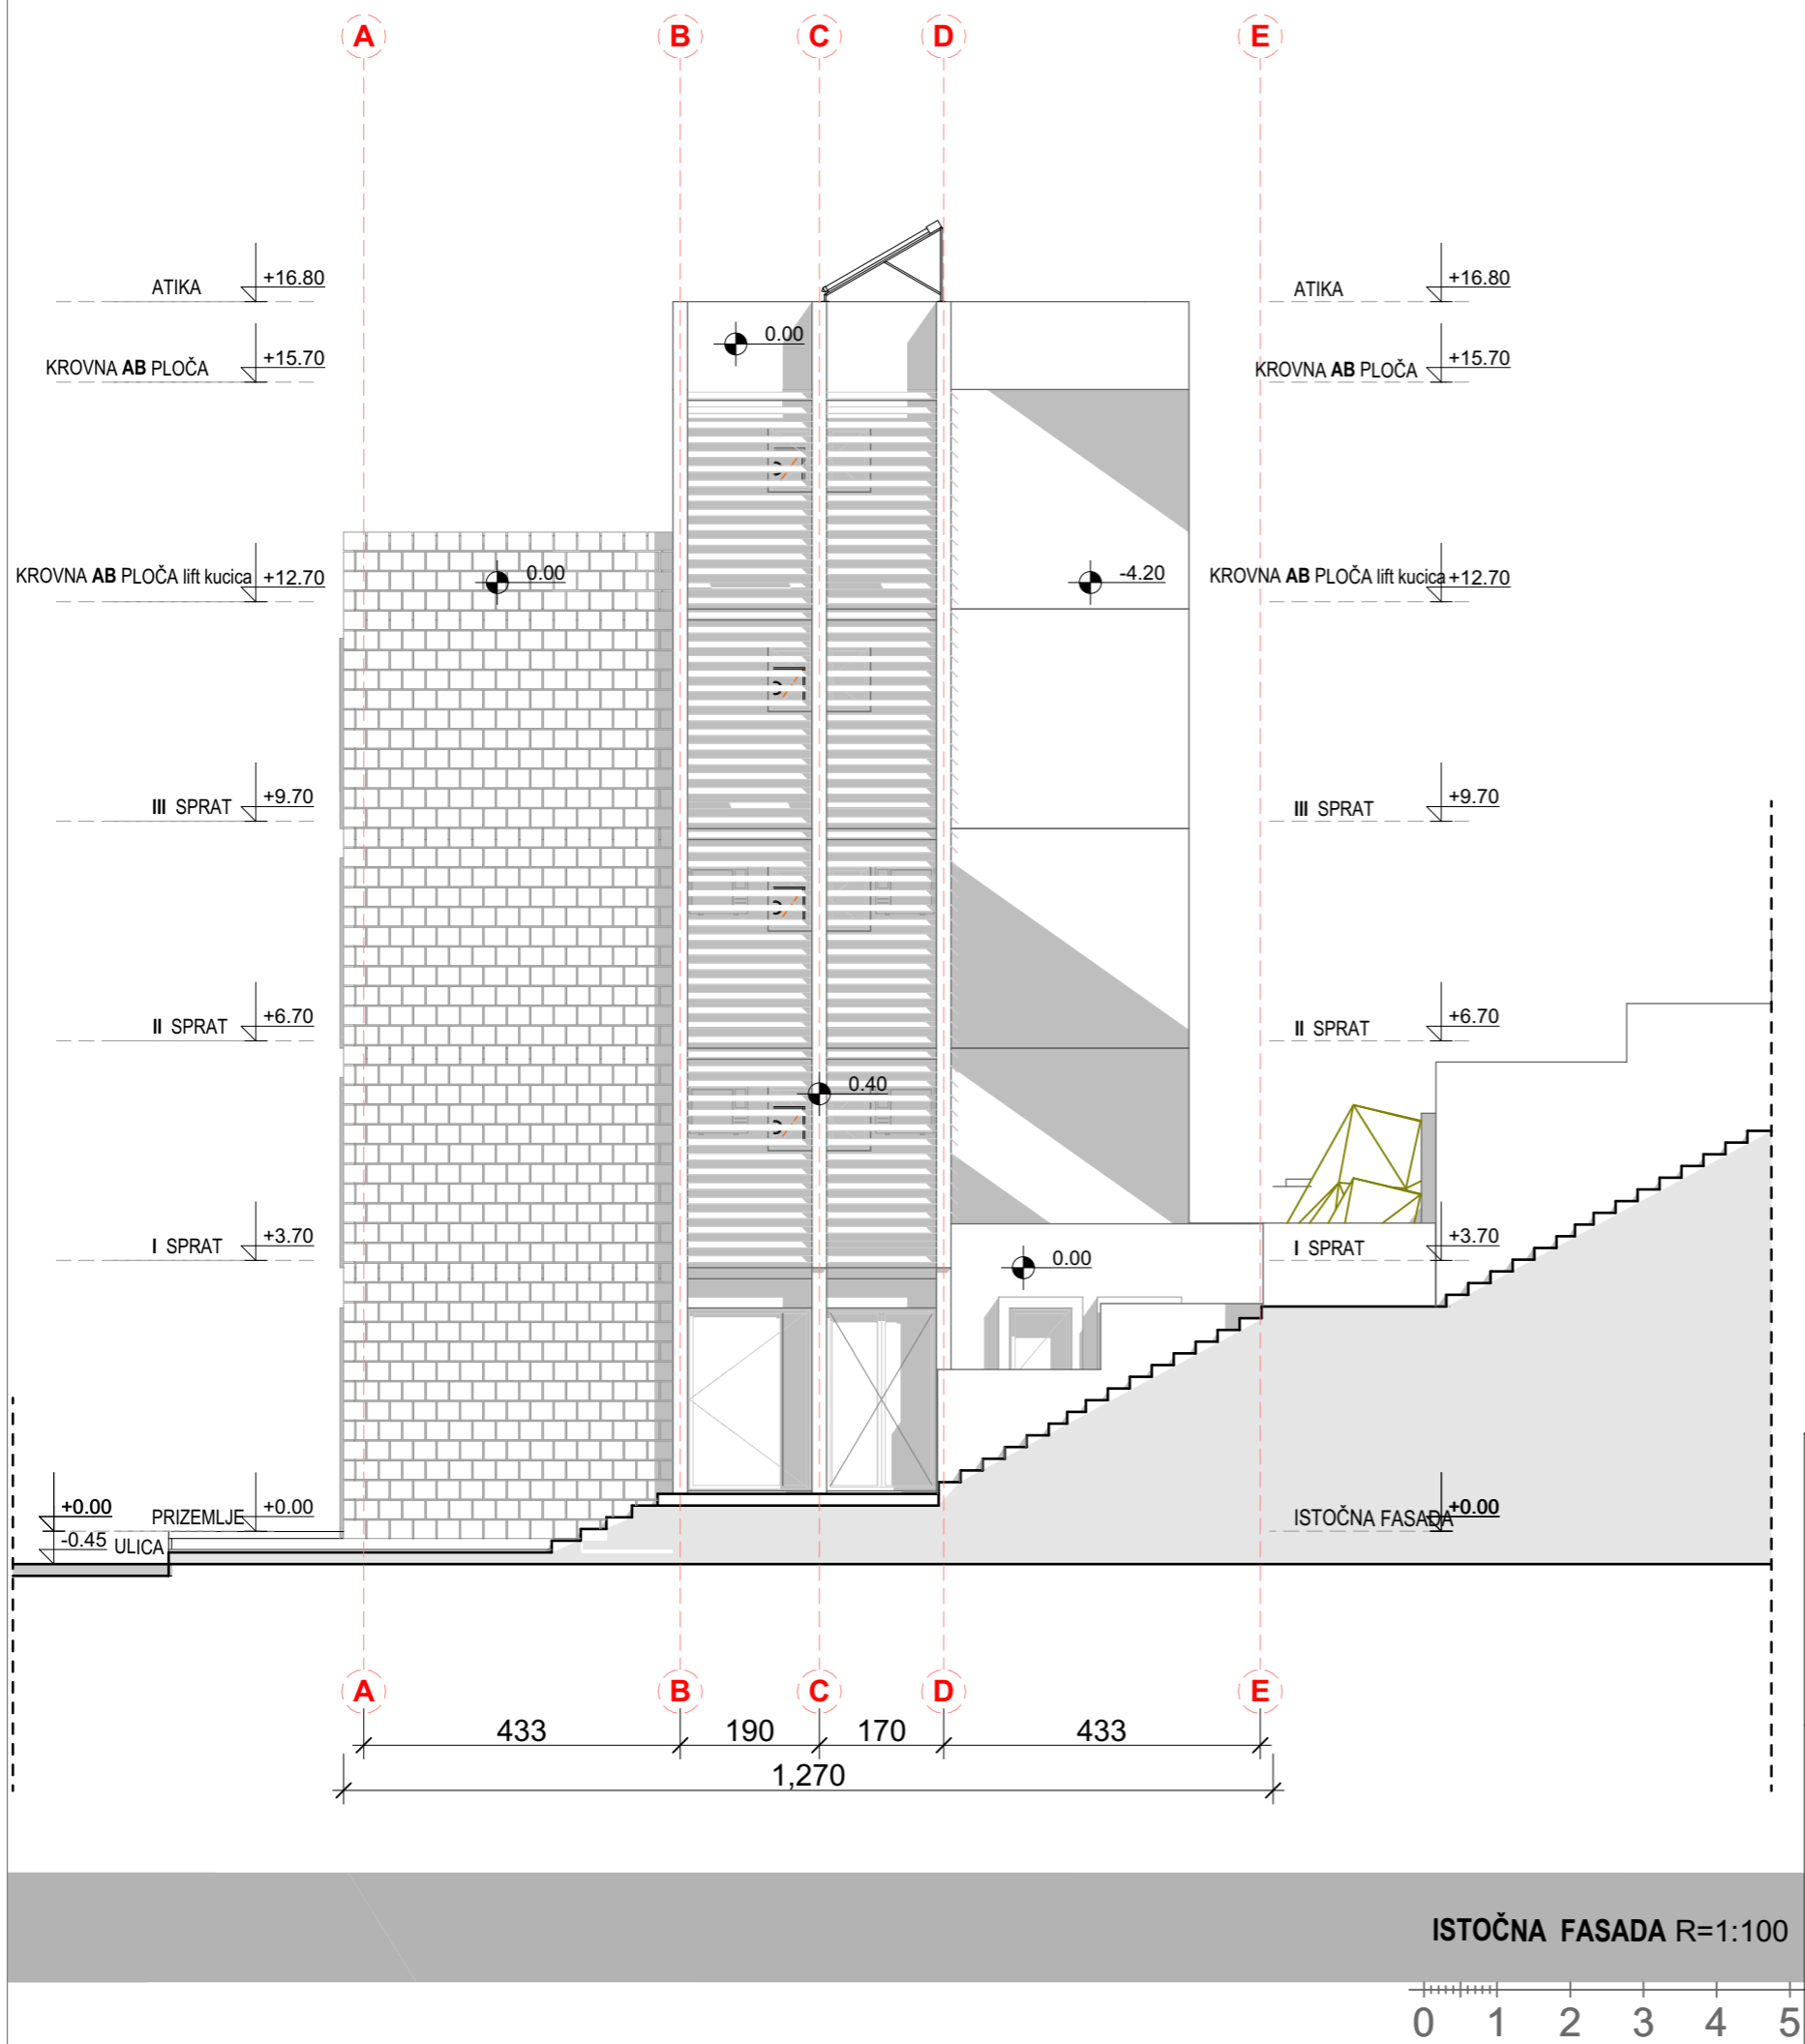 A B C D E
ATIKA +16.80
ATIKA +16.80
0.00
KROVNA AB PLOČA +15.70
KROVNA AB PLOČA +15.70
KROVNA AB PLOČA lift kucica +12.70
0.00
-4.20
KROVNA AB PLOČA lift kucica +12.70
III SPRAT +9.70
III SPRAT +9.70
II SPRAT +6.70
II SPRAT +6.70
0.40
I SPRAT +3.70
0.00
I SPRAT +3.70
+0.00
PRIZEMLJE +0.00
ISTOČNA FASADA +0.00
-0.45 ULICA
A B C D E
433 190 170 433
1,270
ISTOČNA FASADA R=1:100
0 1 2 3 4 5